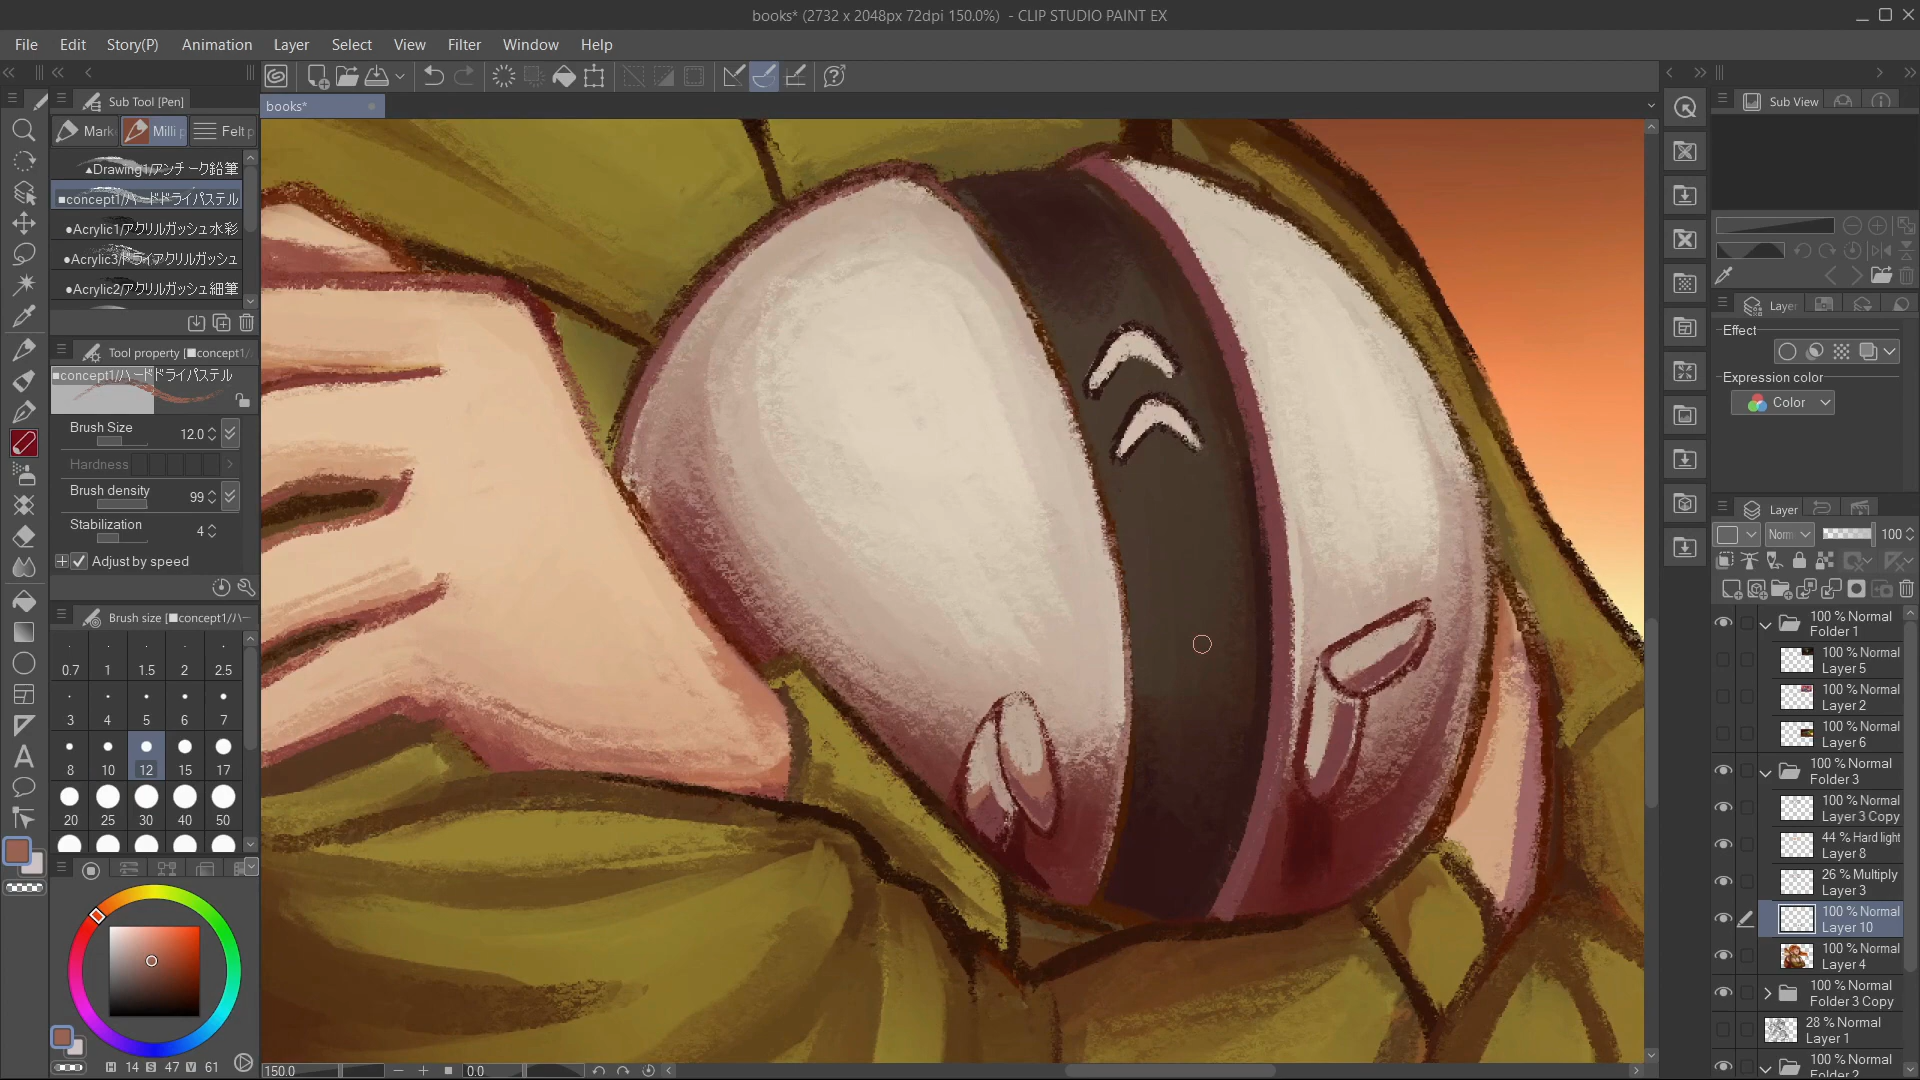 books* (2732 x 2048px 72dpi 150.0%) - CLIP STUDIO PAINT EX
File Edit Story(P) Animation Layer Select View Filter Window Help
Sub Tool [Pen]
books*
Sub View
Mark Milli p Felt p
▲Drawing1/アンチーク鉛筆
■concept1/ハードドライパステル
●Acrylic1/アクリルガッシュ水彩
●Acrylic3/ドライアクリルガッシュ
●Acrylic2/アクリルガッシュ細筆
Tool property [■concept1/
■concept1/ハードドライパステル
Brush Size 12.0
Hardness
Brush density 99
Stabilization 4
Adjust by speed
Brush size [■concept1/ハー
0.7 1 1.5 2 2.5
3 4 5 6 7
8 10 12 15 17
20 25 30 40 50
H 14 S 47 V 61
150.0 0.0
Layer
Effect
Expression color
Color
Layer
Norm 100
100 % Normal
Folder 1
100 % Normal
Layer 5
100 % Normal
Layer 2
100 % Normal
Layer 6
100 % Normal
Folder 3
100 % Normal
Layer 3 Copy
44 % Hard light
Layer 8
26 % Multiply
Layer 3
100 % Normal
Layer 10
100 % Normal
Layer 4
100 % Normal
Folder 3 Copy
28 % Normal
Layer 1
100 % Normal
Folder 2